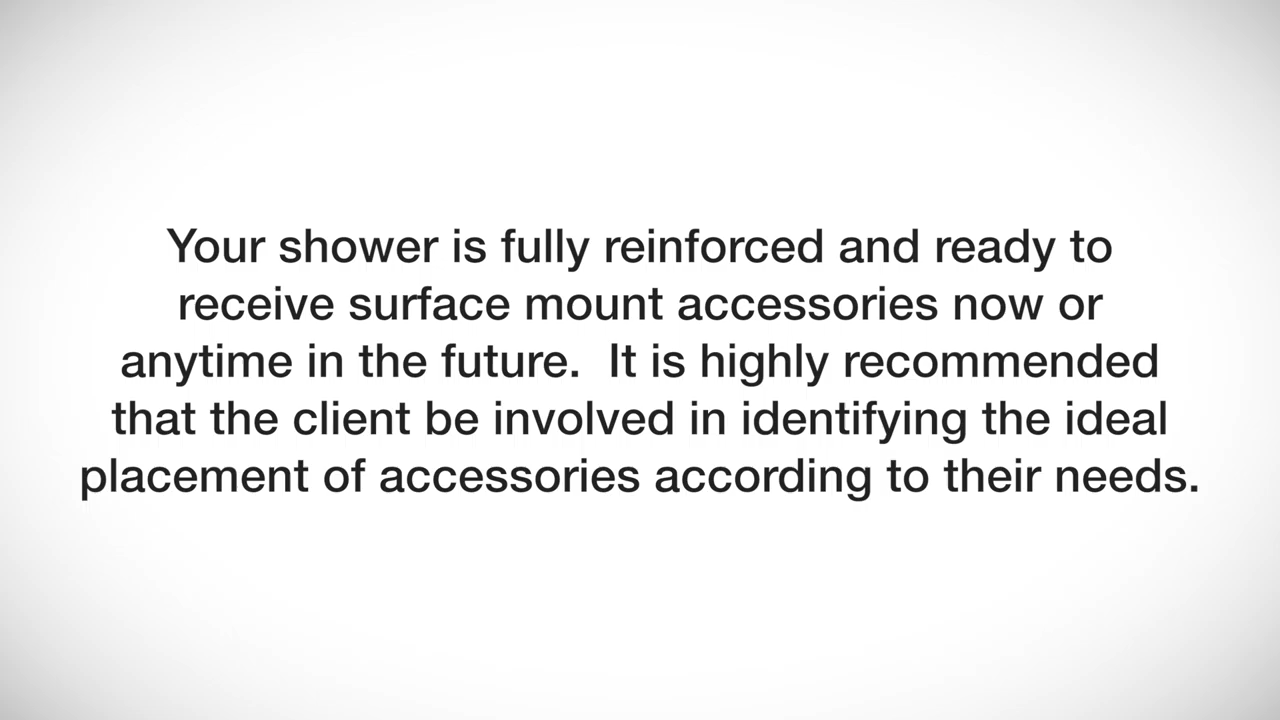 Your shower is fully reinforced and ready to
receive surface mount accessories now or
anytime in the future.  It is highly recommended
that the client be involved in identifying the ideal
placement of accessories according to their needs.